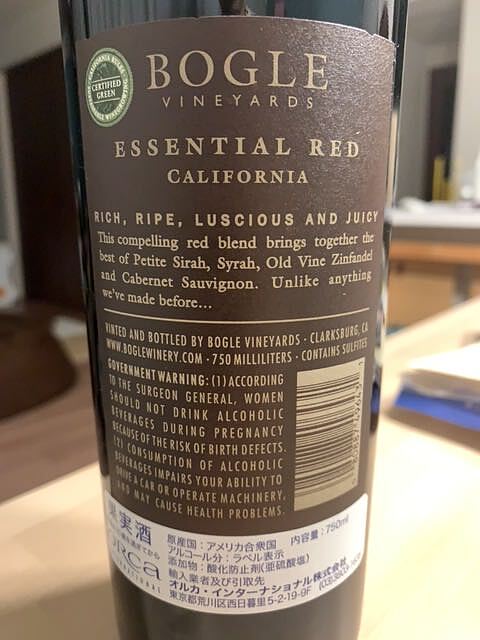 BOGLE
VINEYARDS
CERTIFIED
GREEN
ESSENTIAL RED
CALIFORNIA
RICH, RIPE, LUSCIOUS AND JUICY
This compelling red blend brings together the
best of Petite Sirah, Syrah, Old Vine Zinfandel
and Cabernet Sauvignon. Unlike anything
we've made before...
VINTED AND BOTTLED BY BOGLE VINEYARDS · CLARKSBURG, CA
WWW.BOGLEWINERY.COM · 750 MILLILITERS · CONTAINS SULFITES
GOVERNMENT WARNING: (1) ACCORDING
TO THE SURGEON GENERAL, WOMEN
SHOULD NOT DRINK ALCOHOLIC
BEVERAGES DURING PREGNANCY
BECAUSE OF THE RISK OF BIRTH DEFECTS.
(2) CONSUMPTION OF ALCOHOLIC
BEVERAGES IMPAIRS YOUR ABILITY TO
DRIVE A CAR OR OPERATE MACHINERY,
AND MAY CAUSE HEALTH PROBLEMS.
果実酒
orca
原産国：アメリカ合衆国 内容量：750ml
アルコール分：ラベル表示
添加物：酸化防止剤(亜硫酸塩)
輸入業者及び引取先
オルカ・インターナショナル株式会社
東京都荒川区西日暮里5-2-19-9F